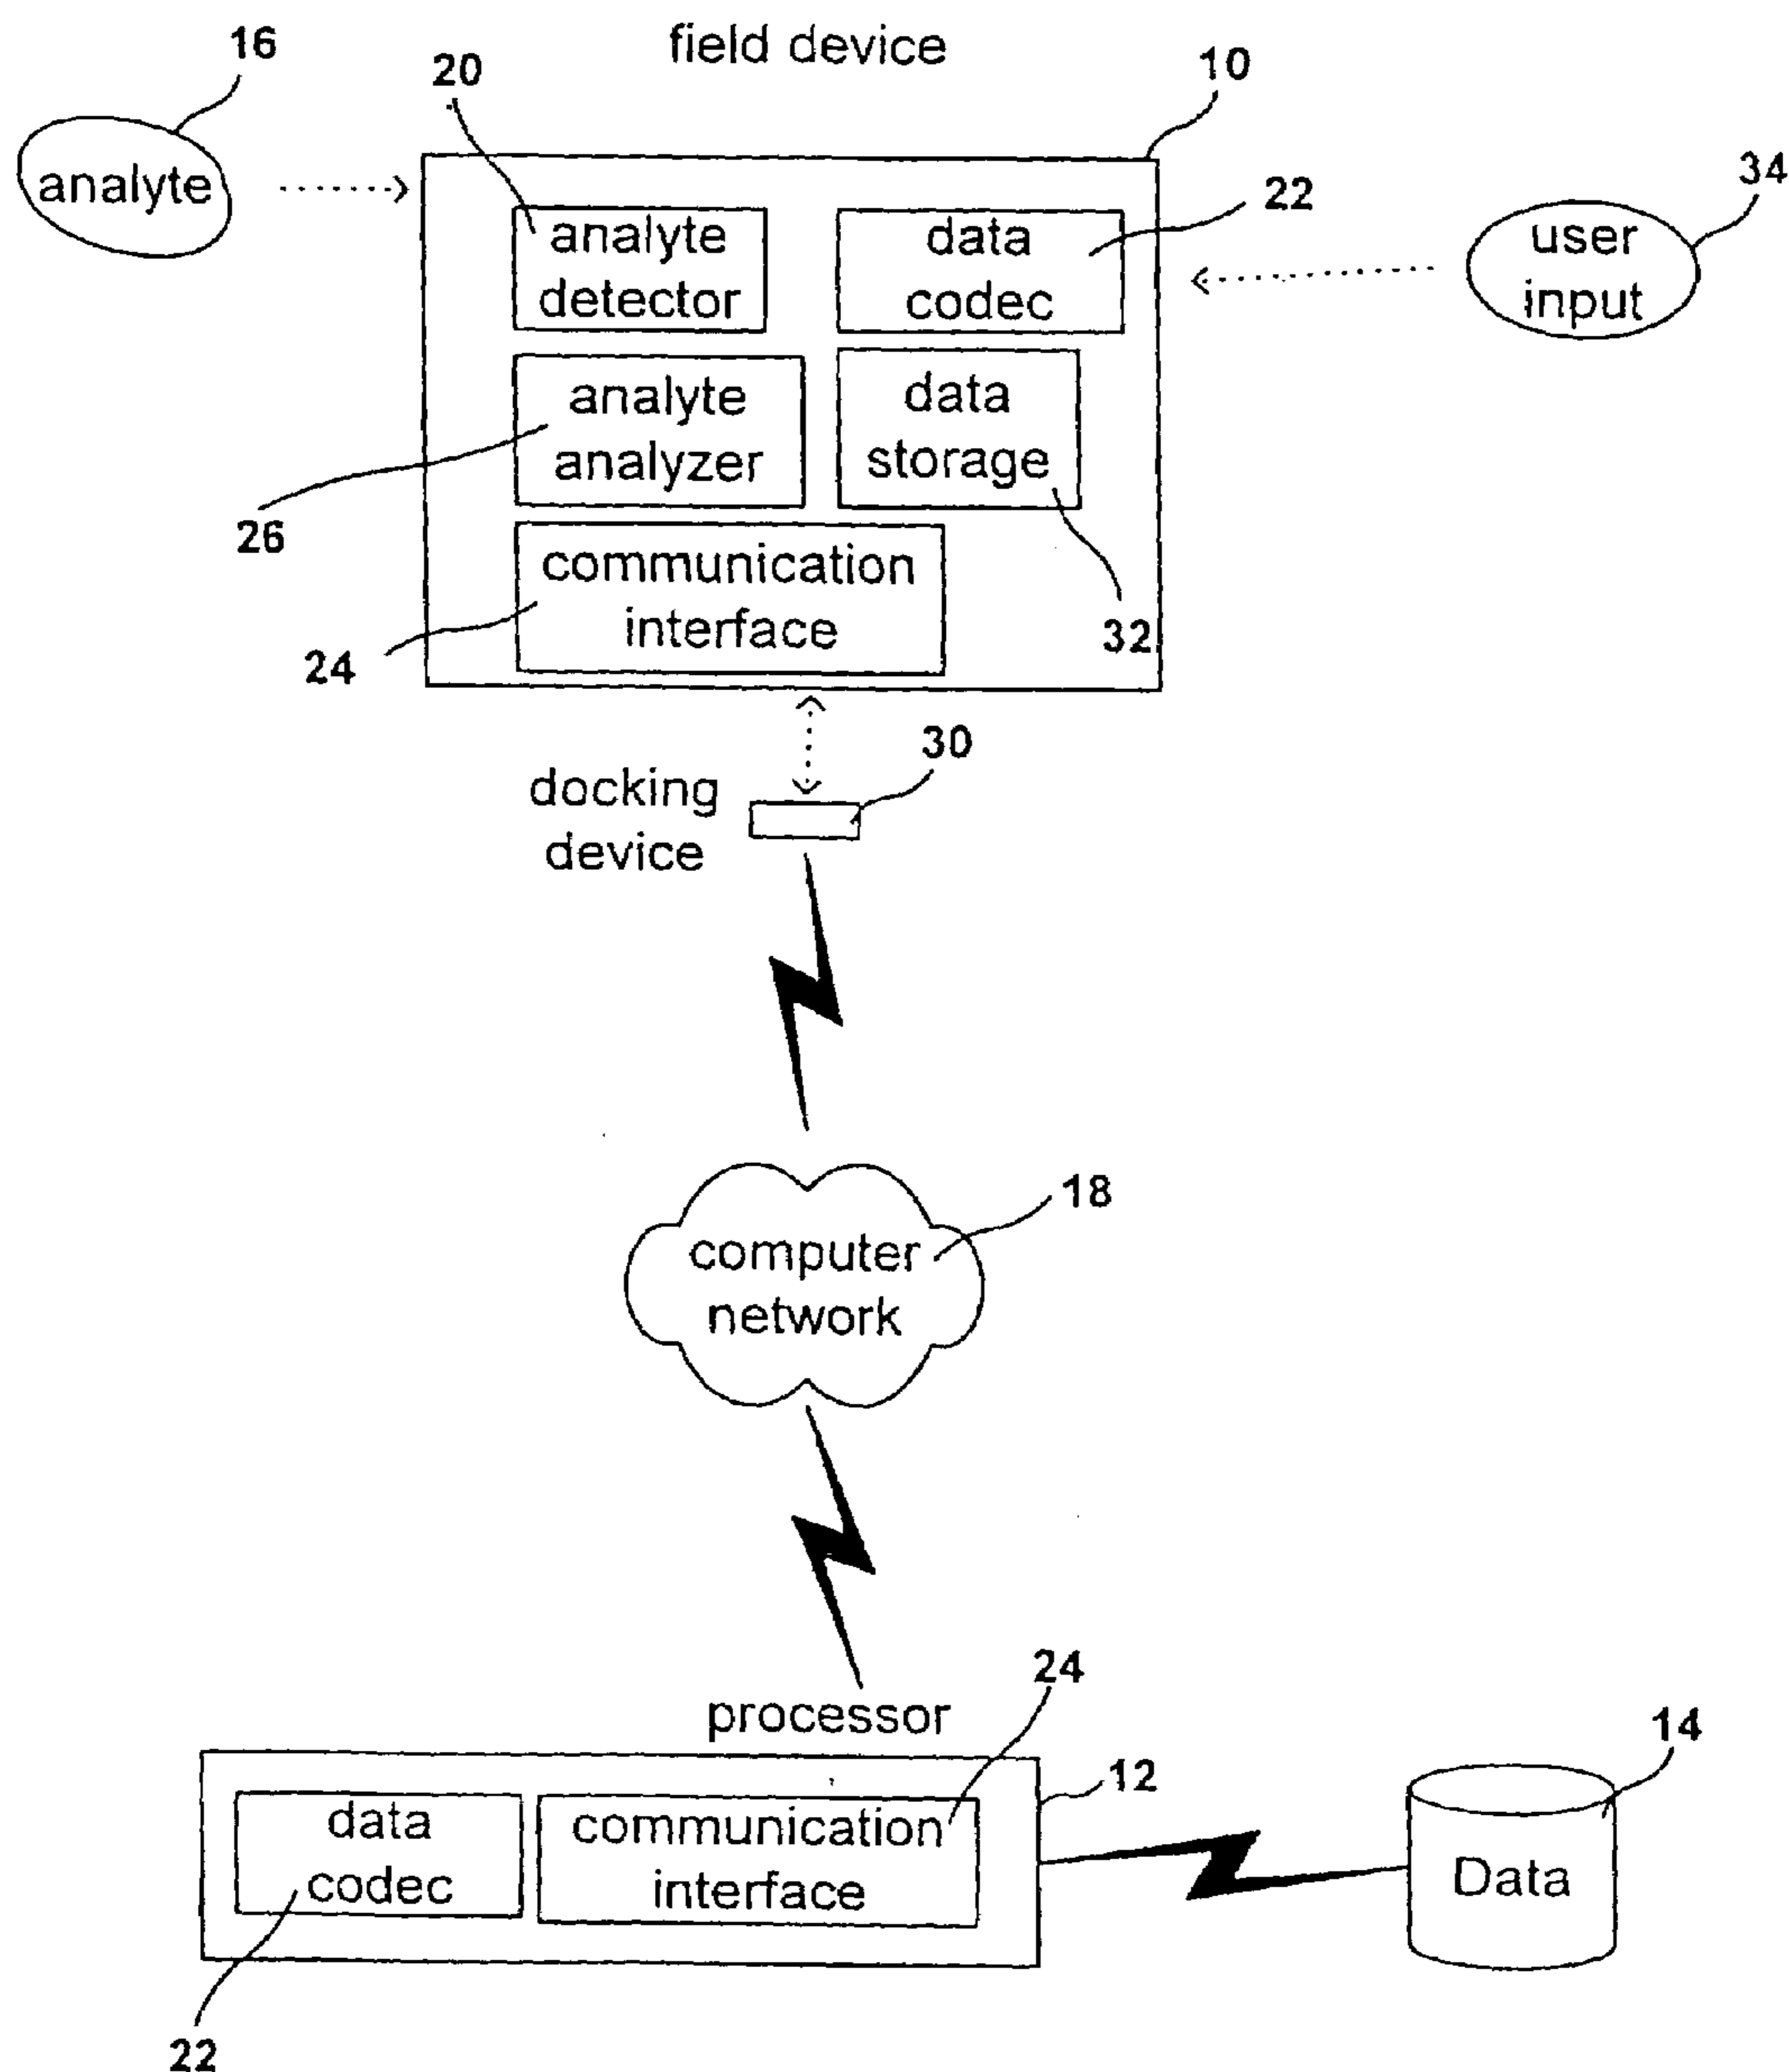 16
field device
20
10
analyte
34
22
analyte
detector
data
codec
user
input
analyte
analyzer
data
storage
26
communication
interface
24
32
30
docking
device
18
computer
network
24
processor
14
12
data
codec
communication
interface
Data
22